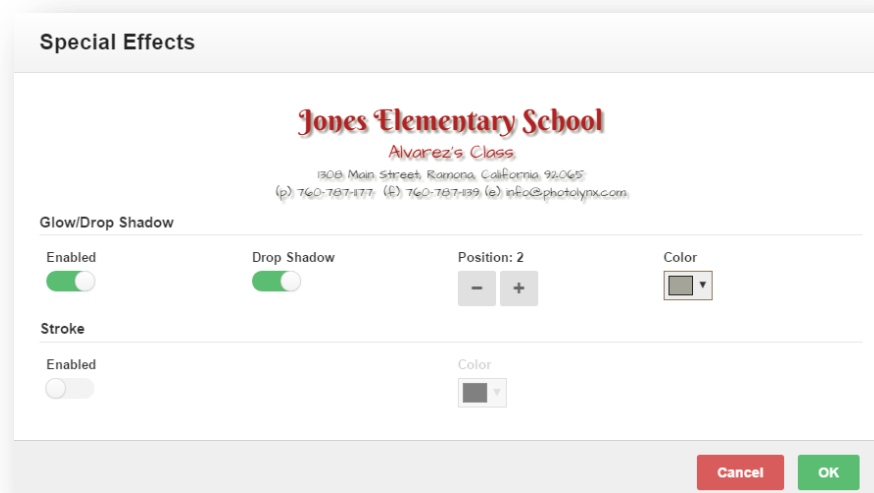 Special Effects
Jones Elementary School
Alvarez's Class
1308 Main Street, Ramona, California 92065
(p) 760-787-1177 (f) 760-787-1139 (e) info@photolynx.com
Glow/Drop Shadow
Enabled Drop Shadow Position: 2 Color
− +
Stroke
Enabled Color
Cancel OK